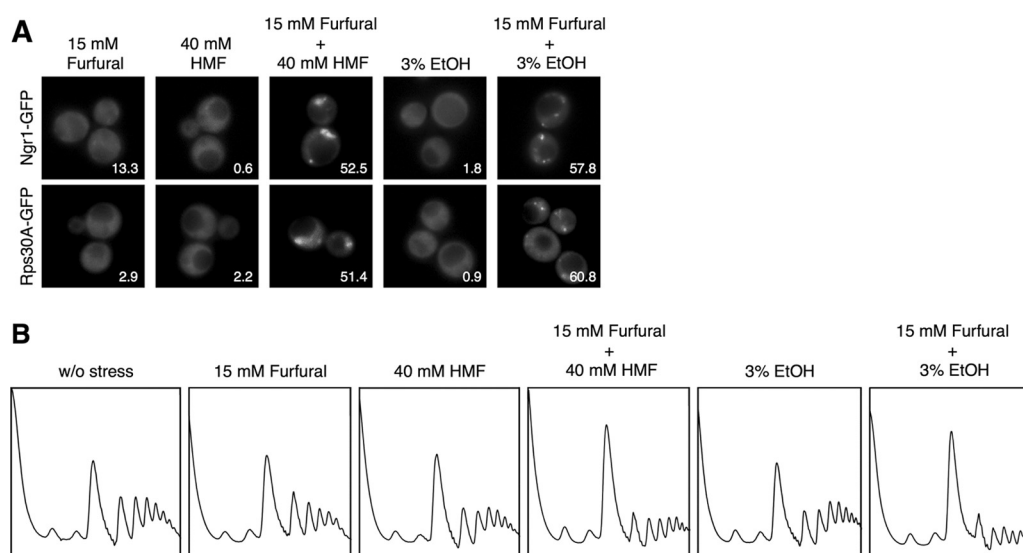 A
15 mM
Furfural
40 mM
HMF
15 mM Furfural
+
40 mM HMF
3% EtOH
15 mM Furfural
+
3% EtOH
Ngr1-GFP
13.3
0.6
52.5
1.8
57.8
Rps30A-GFP
2.9
2.2
51.4
0.9
60.8
B
w/o stress
15 mM Furfural
40 mM HMF
15 mM Furfural
+
40 mM HMF
3% EtOH
15 mM Furfural
+
3% EtOH